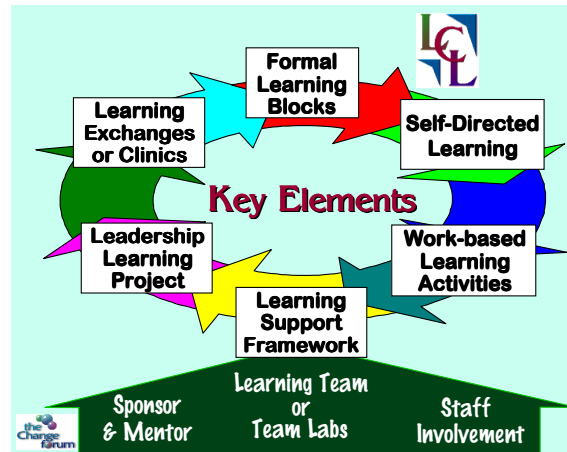 LCL
Formal
Learning
Blocks
Learning
Exchanges
or Clinics
Self-Directed
Learning
Key Elements
Leadership
Learning
Project
Work-based
Learning
Activities
Learning
Support
Framework
Sponsor
& Mentor
Learning Team
or
Team Labs
Staff
Involvement
the
Change
forum